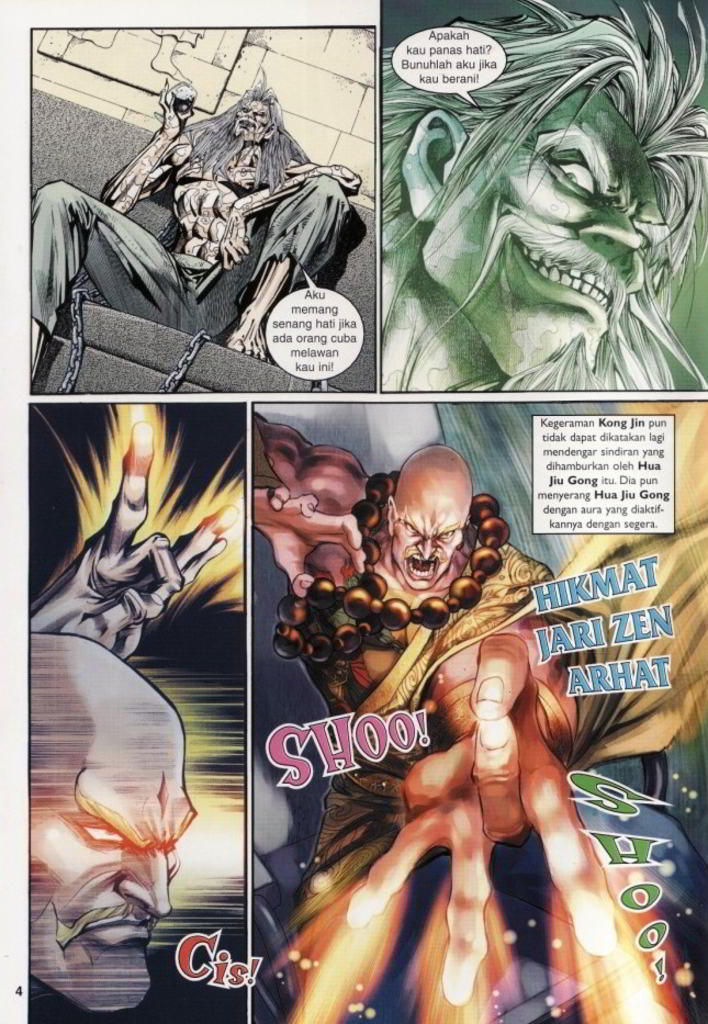 Aku
memang
senang hati jika
ada orang cuba
melawan
kau ini!
Apakah
kau panas hati?
Bunuhlah aku jika
kau berani!
Cis!
Kegeraman Kong Jin pun
tidak dapat dikatakan lagi
mendengar sindiran yang
dihamburkan oleh Hua
Jiu Gong itu. Dia pun
menyerang Hua Jiu Gong
dengan aura yang diaktif-
kannya dengan segera.
HIKMAT
JARI ZEN
ARHAT
SHOO!
SHOO!
4